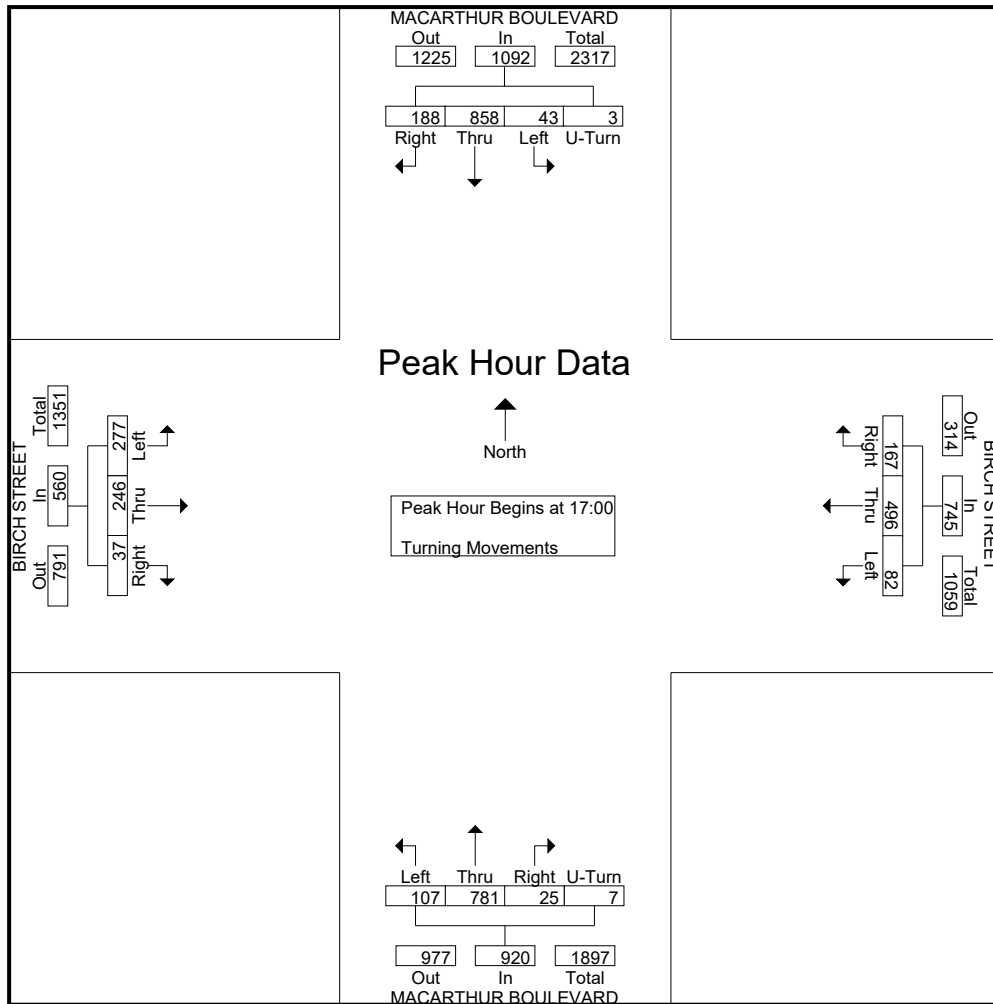 MACARTHUR BOULEVARD
Out In Total
1225 1092 2317
188 858 43 3
Right Thru Left U-Turn
Peak Hour Data
North
Peak Hour Begins at 17:00
Turning Movements
BIRCH STREET
Total In Out
1351 560 791
277 246 37
Left Thru Right
Right Thru Left
167 496 82
Out In Total
314 745 1059
BIRCH STREET
Left Thru Right U-Turn
107 781 25 7
977 920 1897
Out In Total
MACARTHUR BOULEVARD